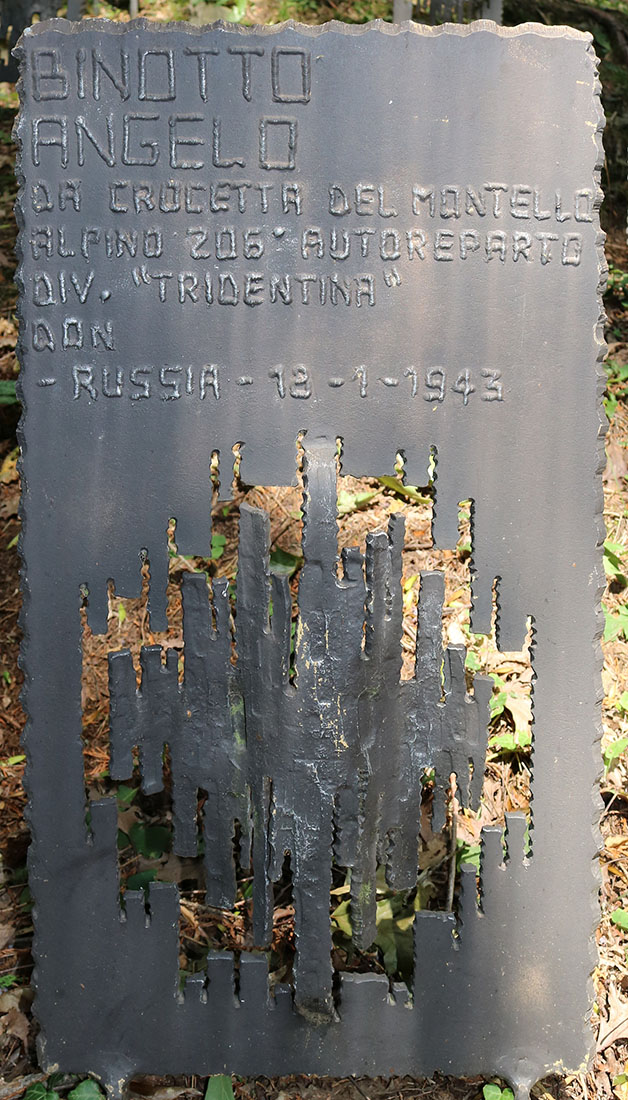 BINOTTO
ANGELO
DA CROCETTA DEL MONTELLO
ALPINO 206° AUTOREPARTO
DIV. "TRIDENTINA"
DON
- RUSSIA - 18 - 1 - 1943